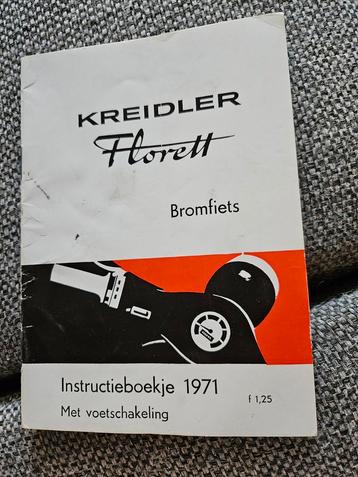 KREIDLER
Florett
Bromfiets
Instructieboekje 1971
f 1,25
Met voetschakeling